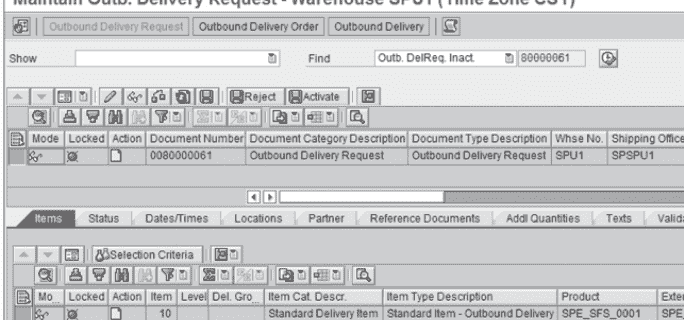 Maintain Outb. Delivery Request - Warehouse SPU1 (Time Zone CST)
Outbound Delivery Request Outbound Delivery Order Outbound Delivery
Show Find Outb. DelReq. Inact. 80000061
Reject Activate
Mode Locked Action Document Number Document Category Description Document Type Description Whse No. Shipping Office
0080000061 Outbound Delivery Request Outbound Delivery Request SPU1 SPSPU1
Items Status Dates/Times Locations Partner Reference Documents Addl Quantities Texts Valida
Selection Criteria
Mo... Locked Action Item Level Del. Gro... Item Cat. Descr. Item Type Description Product Exter
10 Standard Delivery Item Standard Item - Outbound Delivery SPE_SFS_0001 SPE_